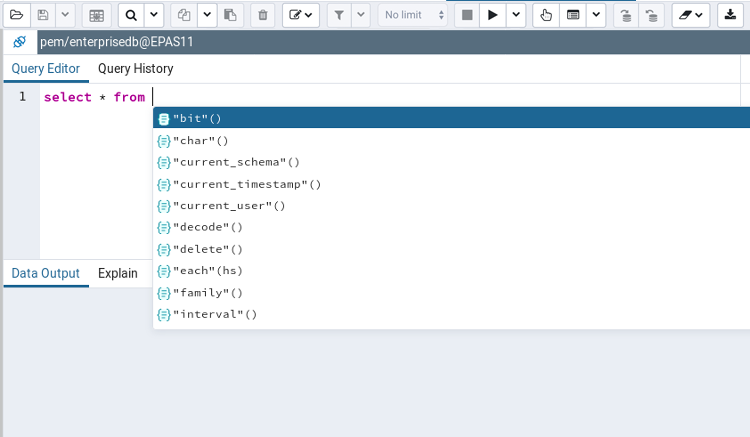 No limit
pem/enterprisedb@EPAS11
Query Editor Query History
1 select * from
"bit"()
"char"()
"current_schema"()
"current_timestamp"()
"current_user"()
"decode"()
"delete"()
"each"(hs)
"family"()
"interval"()
Data Output Explain